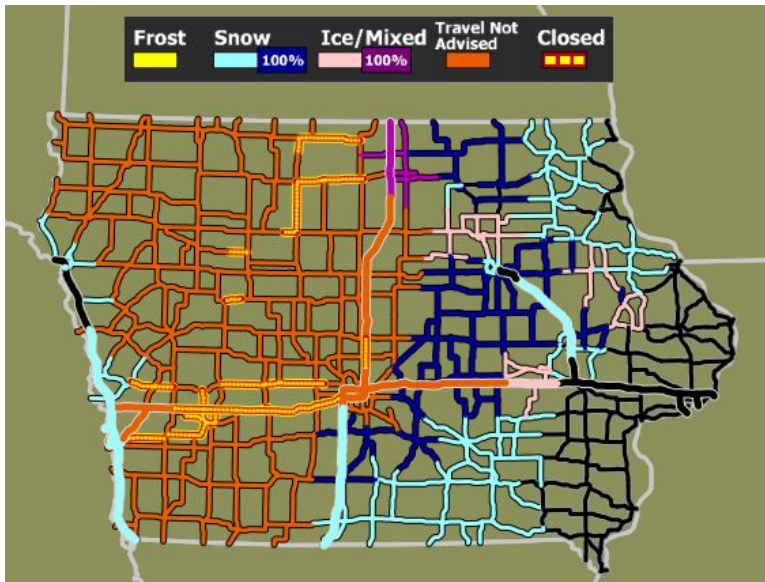 Frost
Snow
100%
Ice/Mixed
100%
Travel Not
Advised
Closed